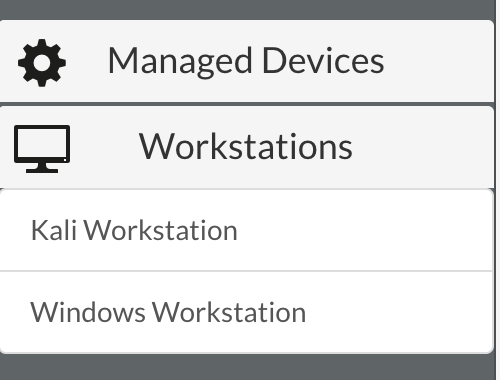 Managed Devices
Workstations
Kali Workstation
Windows Workstation